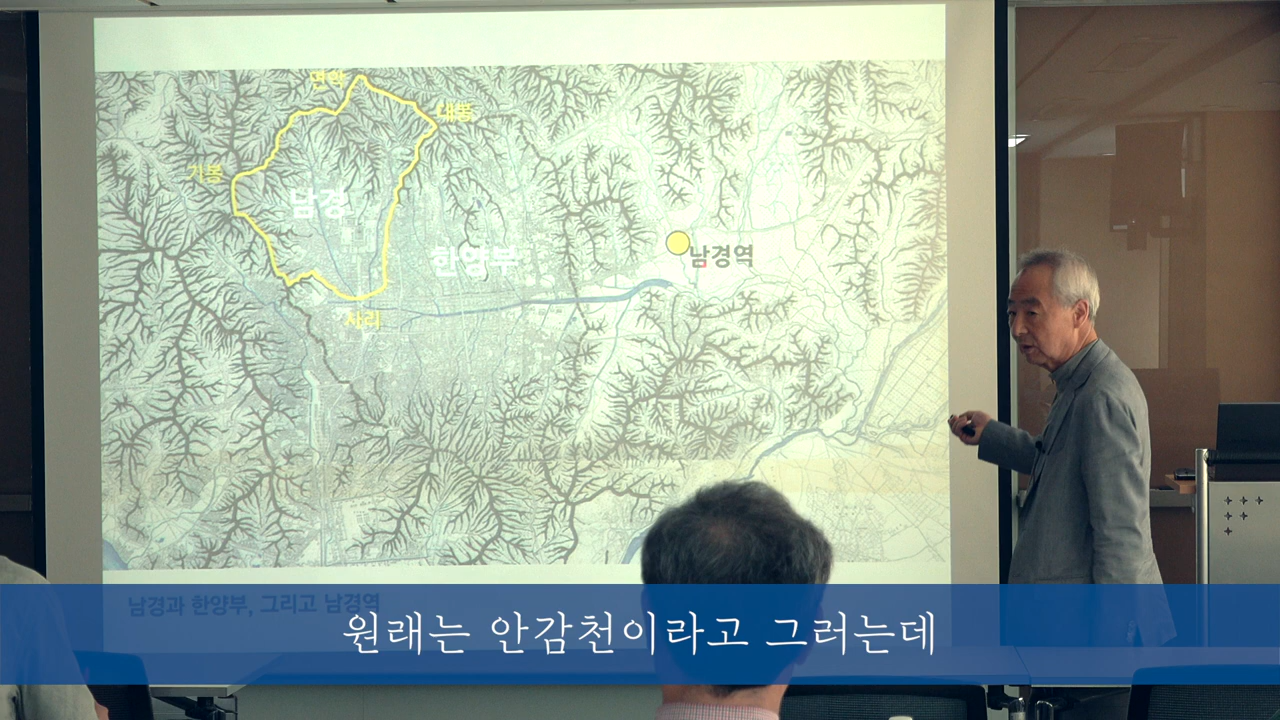 면악
대봉
기봉
남경
한양부
남경역
사리
남경과 한양부, 그리고 남경역
원래는 안감천이라고 그러는데